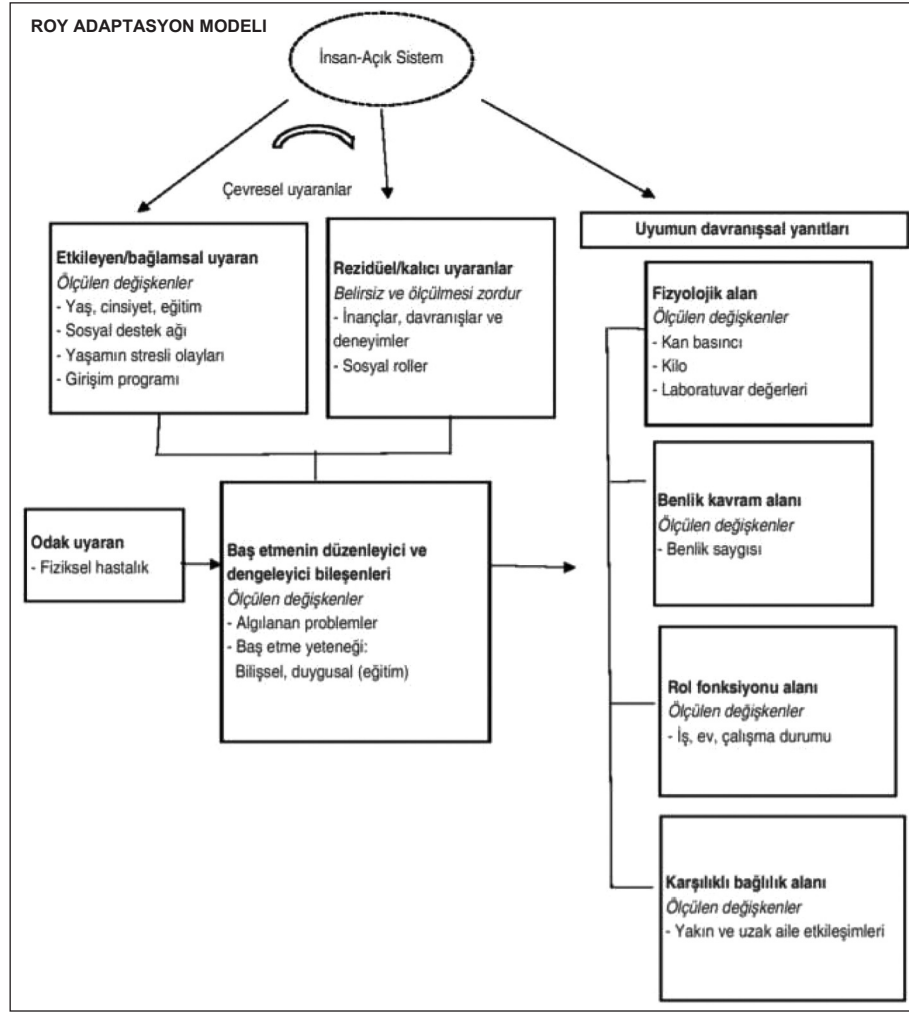 ROY ADAPTASYON MODELİ
İnsan-Açık Sistem
Çevresel uyaranlar
Etkileyen/bağlamsal uyaran
Ölçülen değişkenler
- Yaş, cinsiyet, eğitim
- Sosyal destek ağı
- Yaşamın stresli olayları
- Girişim programı
Rezidüel/kalıcı uyaranlar
Belirsiz ve ölçülmesi zordur
- İnançlar, davranışlar ve
deneyimler
- Sosyal roller
Odak uyaran
- Fiziksel hastalık
Baş etmenin düzenleyici ve
dengeleyici bileşenleri
Ölçülen değişkenler
- Algılanan problemler
- Baş etme yeteneği:
Bilişsel, duygusal (eğitim)
Uyumun davranışsal yanıtları
Fizyolojik alan
Ölçülen değişkenler
- Kan basıncı
- Kilo
- Laboratuvar değerleri
Benlik kavram alanı
Ölçülen değişkenler
- Benlik saygısı
Rol fonksiyonu alanı
Ölçülen değişkenler
- İş, ev, çalışma durumu
Karşılıklı bağlılık alanı
Ölçülen değişkenler
- Yakın ve uzak aile etkileşimleri